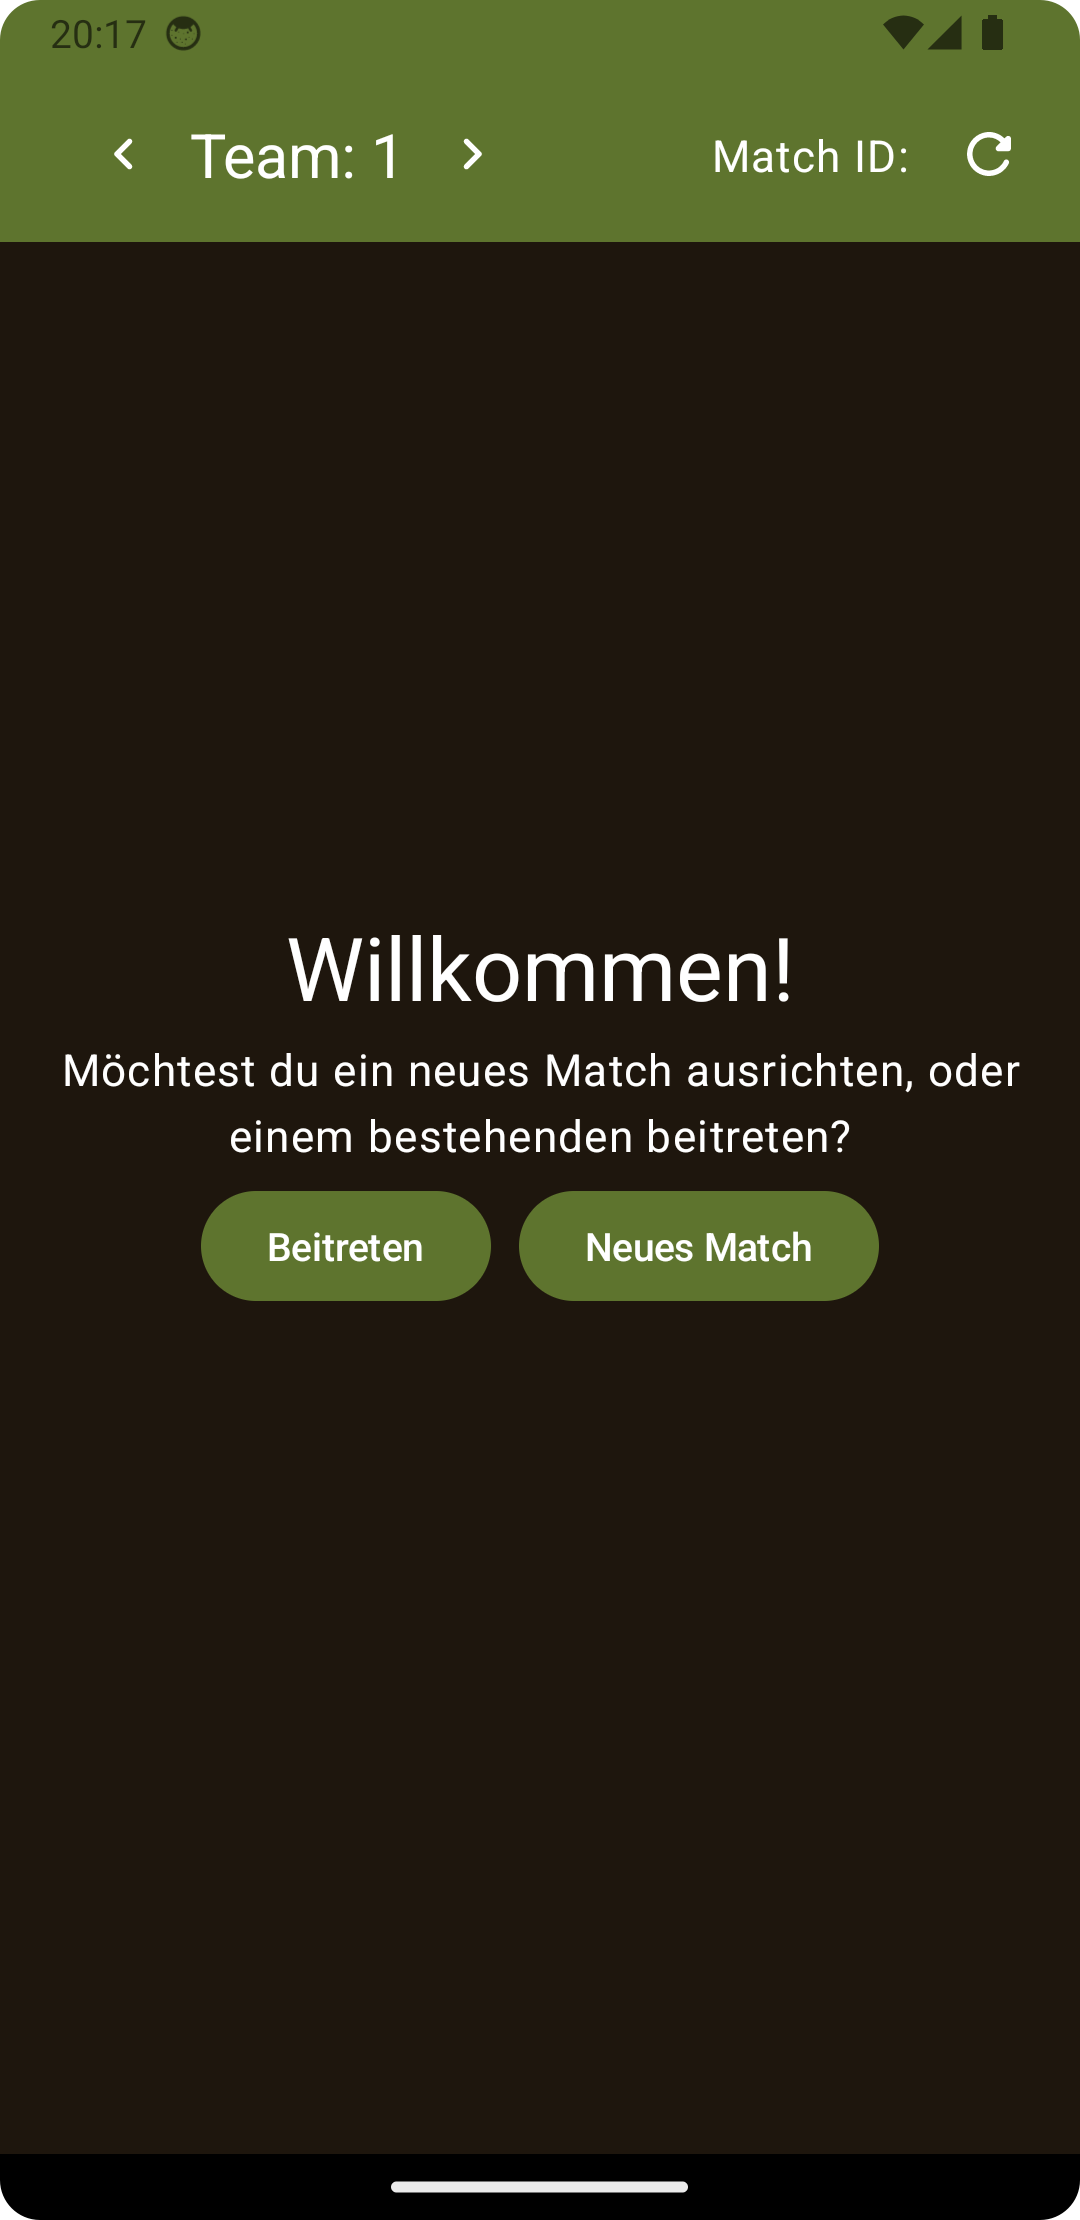 20:17
Team: 1
Match ID:
Willkommen!
Möchtest du ein neues Match ausrichten, oder
einem bestehenden beitreten?
Beitreten
Neues Match